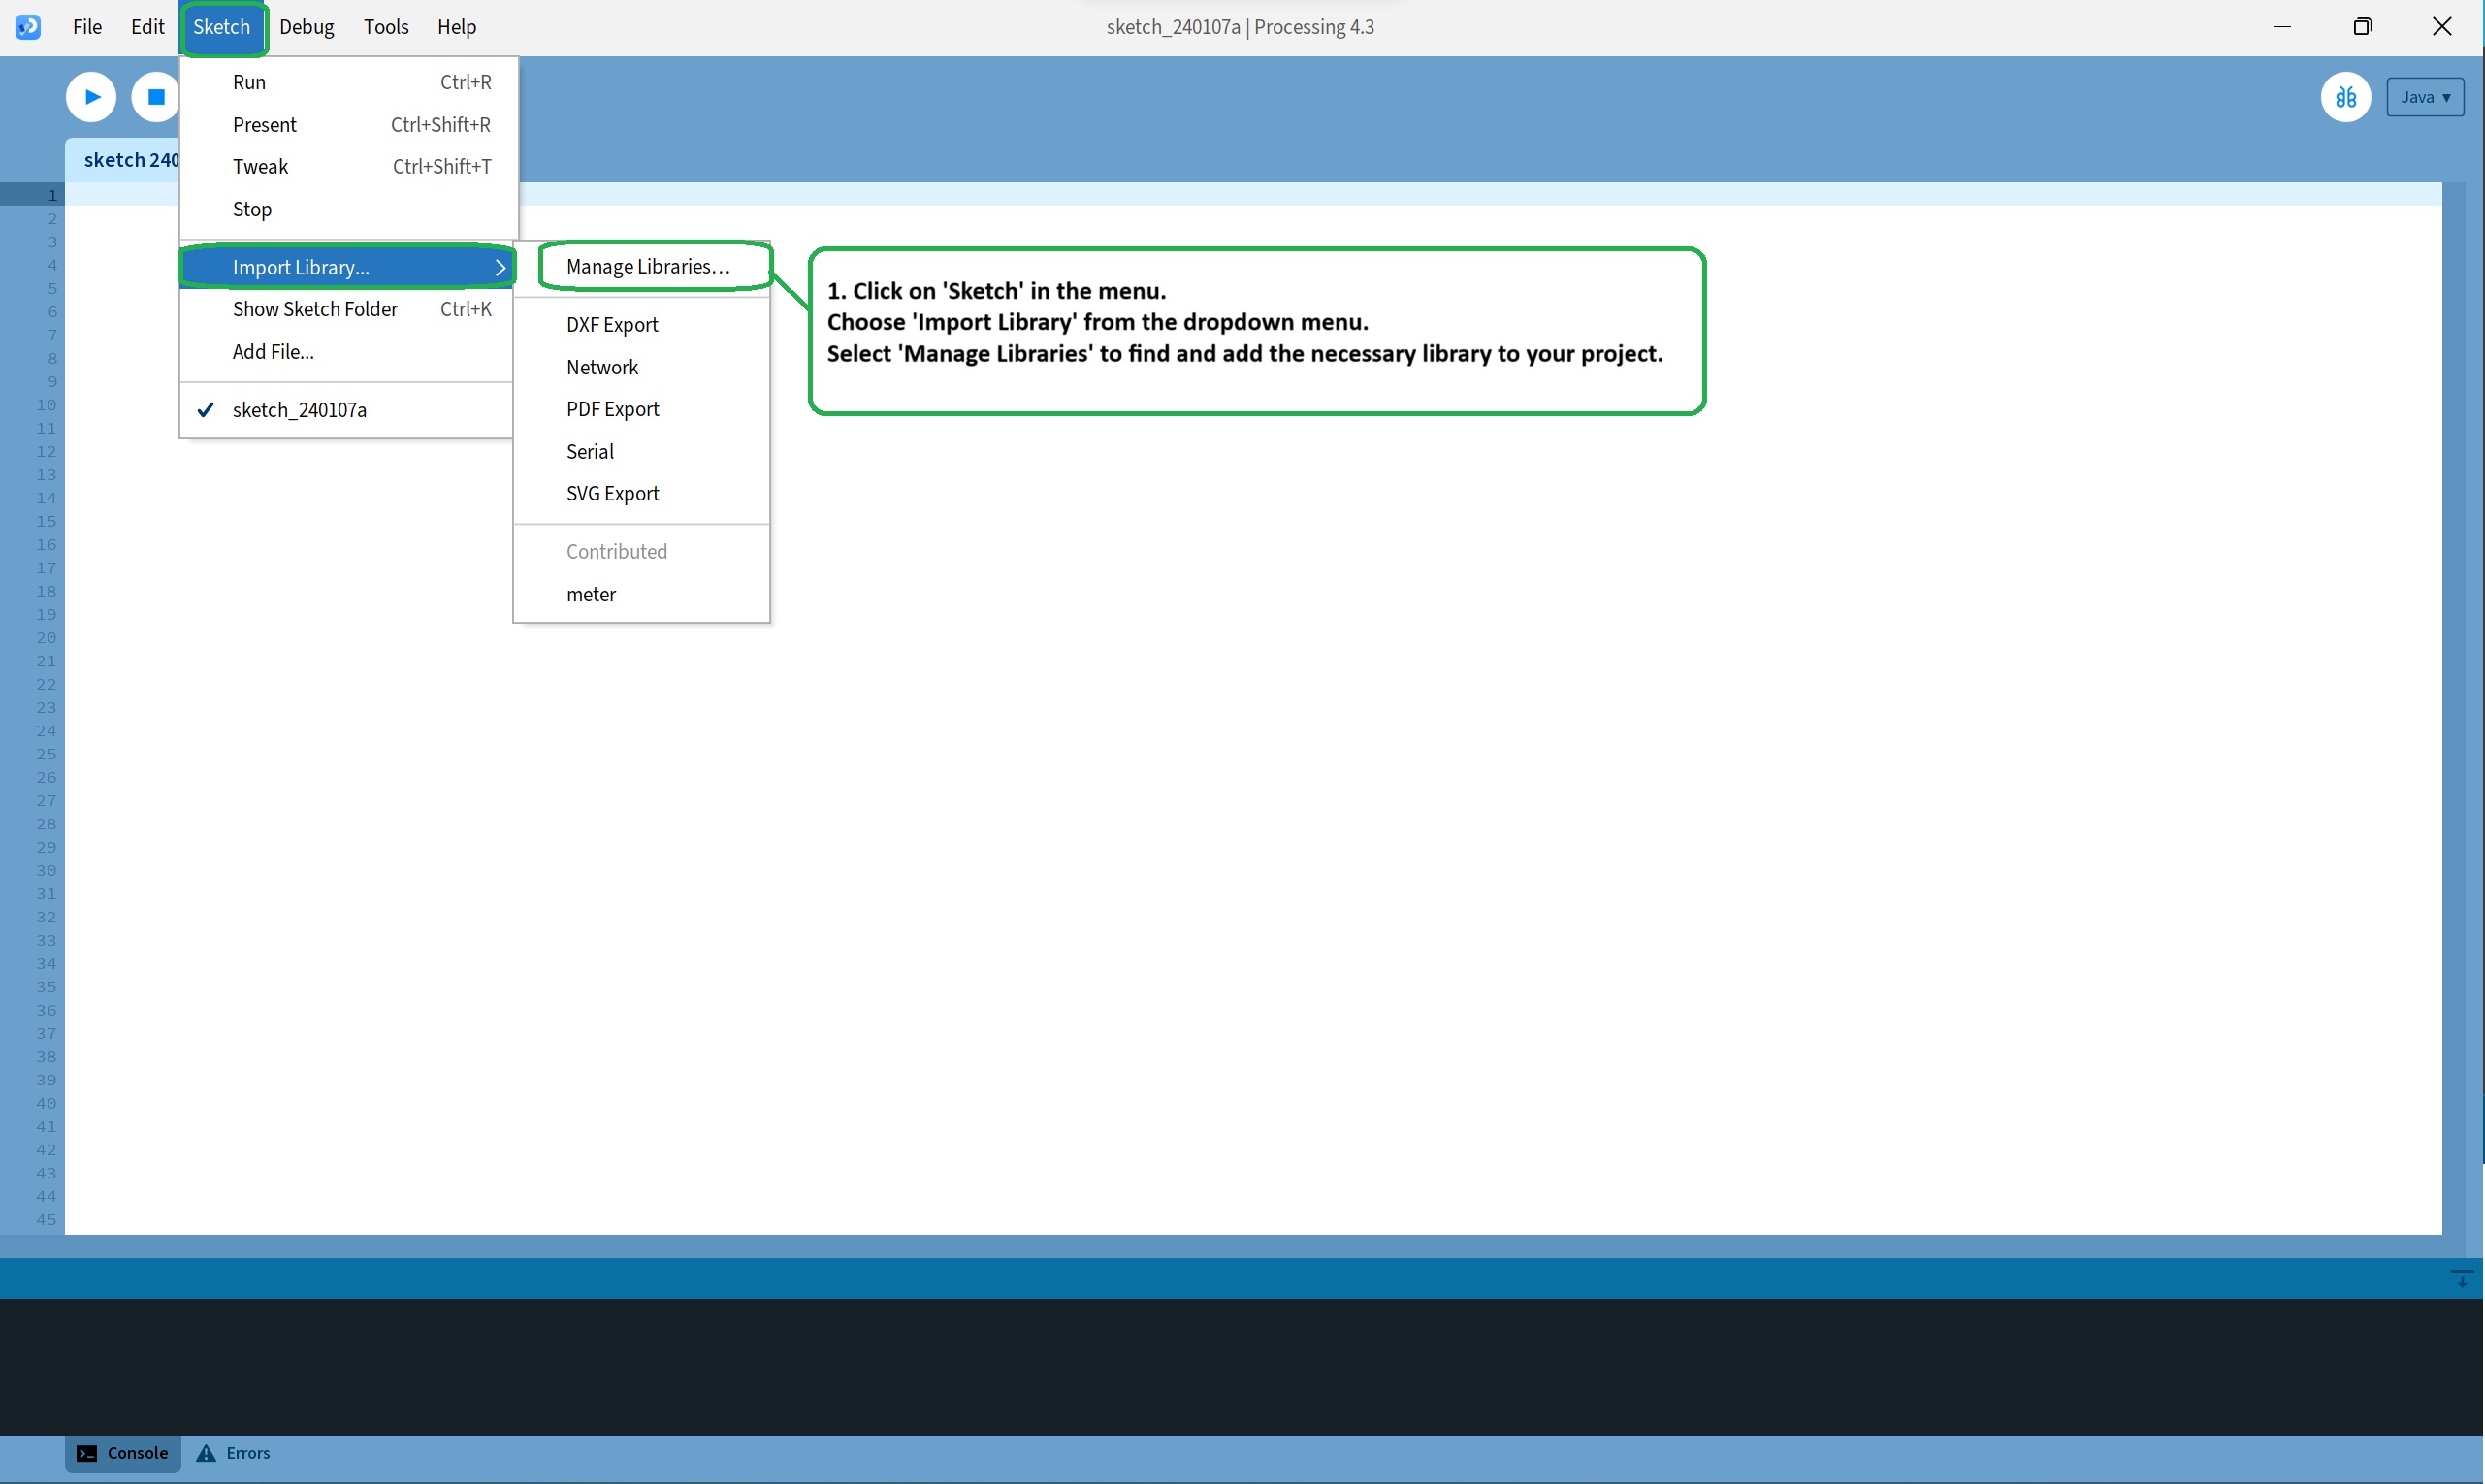 File Edit Sketch Debug Tools Help sketch_240107a | Processing 4.3
Java
sketch 240
Run Ctrl+R
Present Ctrl+Shift+R
Tweak Ctrl+Shift+T
Stop
Import Library...
Show Sketch Folder Ctrl+K
Add File...
sketch_240107a
Manage Libraries...
DXF Export
Network
PDF Export
Serial
SVG Export
Contributed
meter
1. Click on 'Sketch' in the menu.
Choose 'Import Library' from the dropdown menu.
Select 'Manage Libraries' to find and add the necessary library to your project.
1
2
3
4
5
6
7
8
9
10
11
12
13
14
15
16
17
18
19
20
21
22
23
24
25
26
27
28
29
30
31
32
33
34
35
36
37
38
39
40
41
42
43
44
45
Console Errors